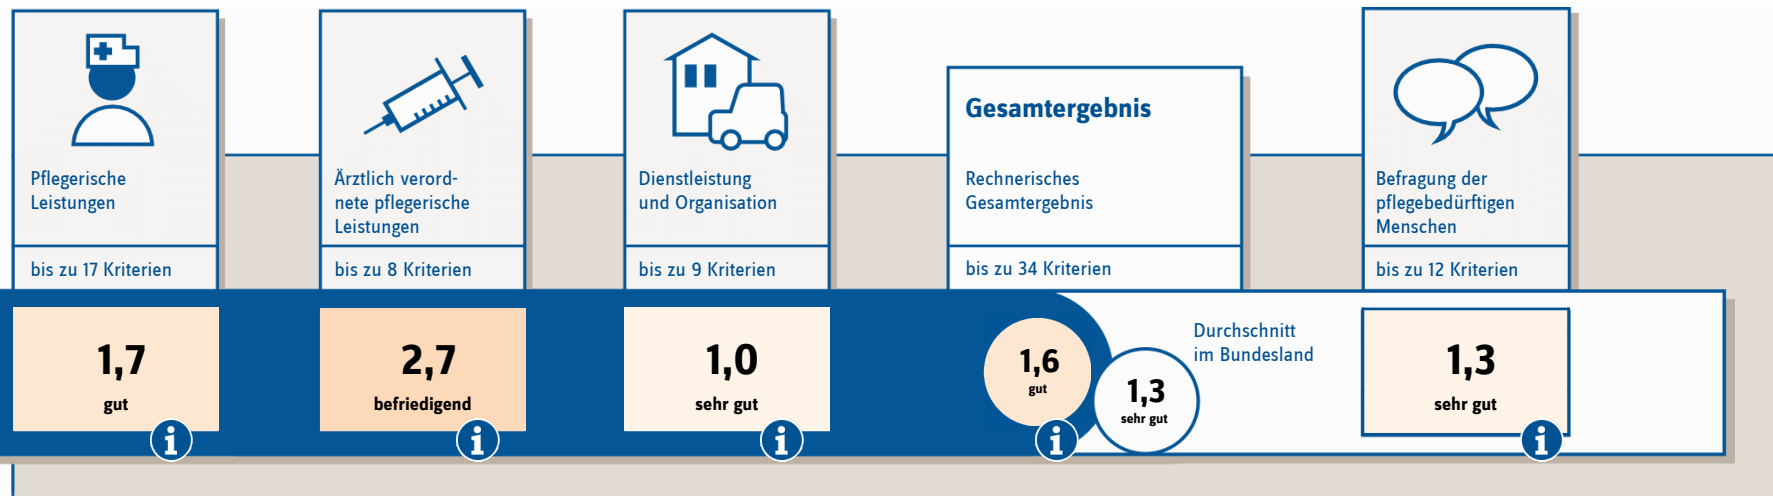 Pflegerische
Leistungen
bis zu 17 Kriterien
1,7
gut
i
Ärztlich verord-
nete pflegerische
Leistungen
bis zu 8 Kriterien
2,7
befriedigend
i
Dienstleistung
und Organisation
bis zu 9 Kriterien
1,0
sehr gut
i
Gesamtergebnis
Rechnerisches
Gesamtergebnis
bis zu 34 Kriterien
1,6
gut
i
Durchschnitt
im Bundesland
1,3
sehr gut
Befragung der
pflegebedürftigen
Menschen
bis zu 12 Kriterien
1,3
sehr gut
i